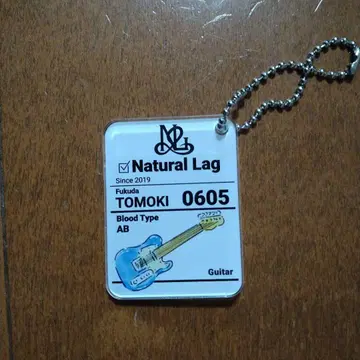 Natural Lag
Since 2019
Fukuda
TOMOKI 0605
Blood Type
AB
Guitar